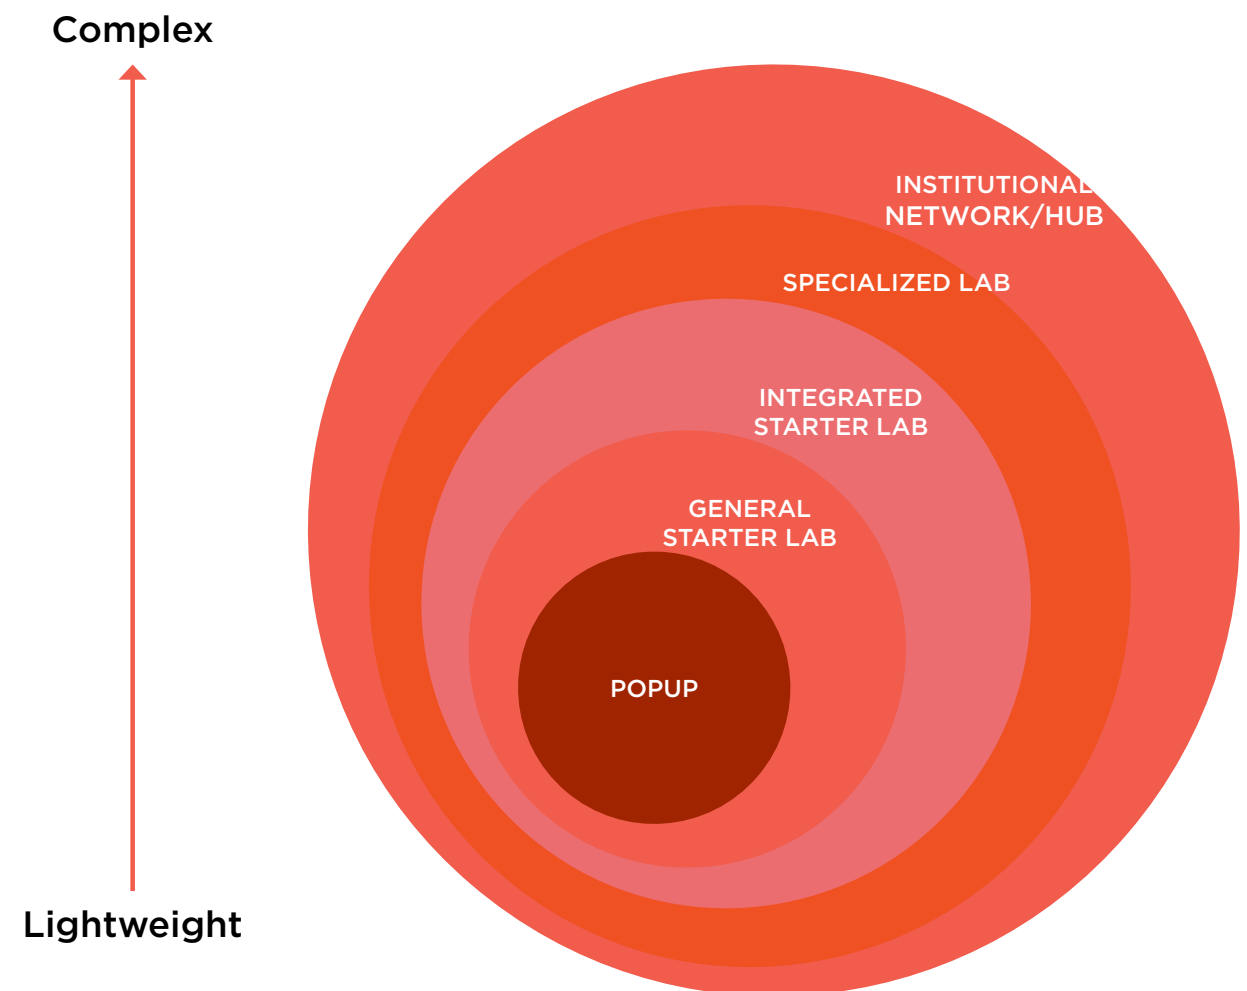 Complex
INSTITUTIONAL
NETWORK/HUB
SPECIALIZED LAB
INTEGRATED
STARTER LAB
GENERAL
STARTER LAB
POPUP
Lightweight